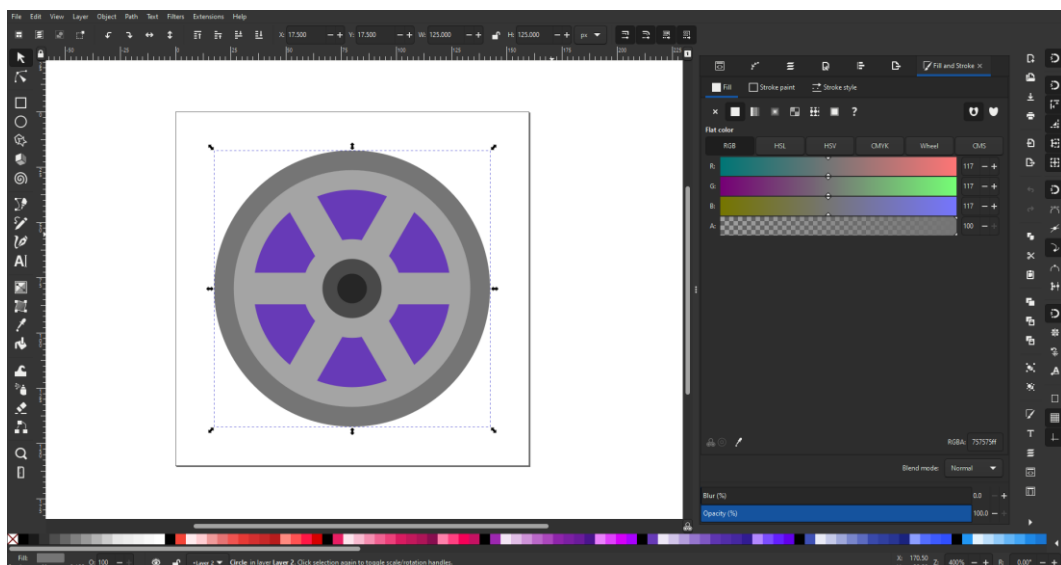 File Edit View Layer Object Path Text Filters Extensions Help
X: 17.500 − + Y: 17.500 − + W: 125.000 − + H: 125.000 − + px
Fill and Stroke ×
Fill Stroke paint Stroke style
Flat color
RGB HSL HSV CMYK Wheel CMS
R: 117 − +
G: 117 − +
B: 117 − +
A: 100 − +
RGBA: 757575ff
Blend mode: Normal
Blur (%) 0.0 − +
Opacity (%) 100.0 − +
Fill: O: 100 − + Layer 2 Circle in layer Layer 2. Click selection again to toggle scale/rotation handles. X: 170.50 Z: 400% − + R: 0.00° − +